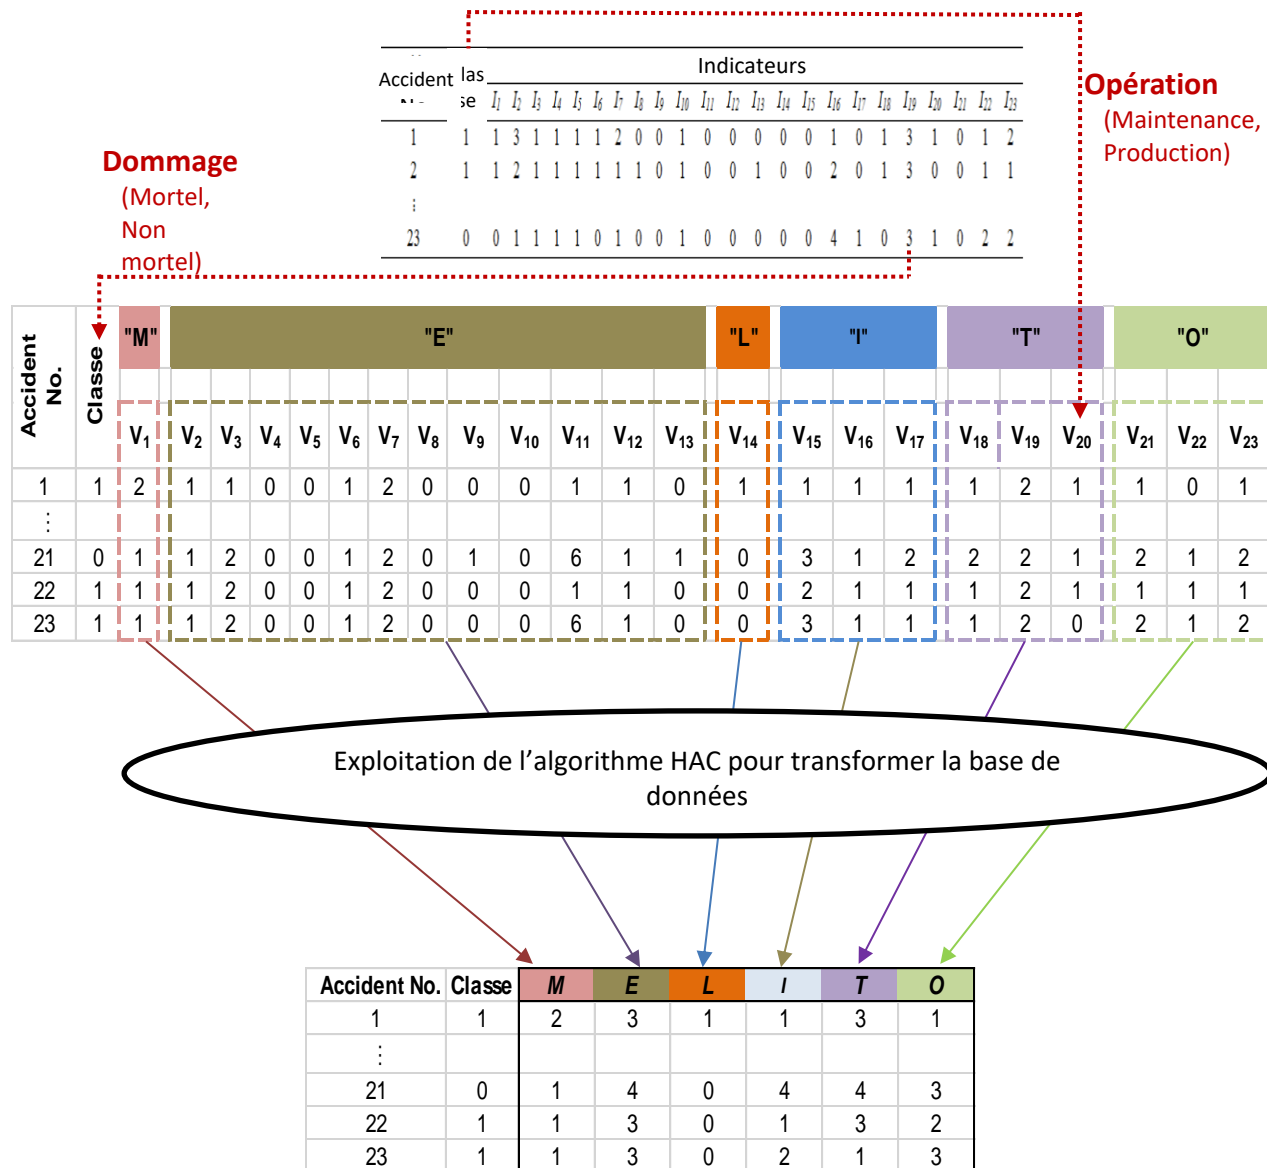 Indicateurs
Accident
las
se
I1 I2 I3 I4 I5 I6 I7 I8 I9 I10 I11 I12 I13 I14 I15 I16 I17 I18 I19 I20 I21 I22 I23
1 1 1 3 1 1 1 1 2 0 0 1 0 0 0 0 0 1 0 1 3 1 0 1 2
2 1 1 2 1 1 1 1 1 1 0 1 0 0 1 0 0 2 0 1 3 0 0 1 1
⋮
23 0 0 1 1 1 1 0 1 0 0 1 0 0 0 0 0 4 1 0 3 1 0 2 2
Opération
(Maintenance,
Production)
Dommage
(Mortel,
Non
mortel)
Accident No. Classe "M" "E" "L" "I" "T" "O"
V1 V2 V3 V4 V5 V6 V7 V8 V9 V10 V11 V12 V13 V14 V15 V16 V17 V18 V19 V20 V21 V22 V23
1 1 2 1 1 0 0 1 2 0 0 0 1 1 0 1 1 1 1 1 2 1 1 0 1
⋮
21 0 1 1 2 0 0 1 2 0 1 0 6 1 1 0 3 1 2 2 2 1 2 1 2
22 1 1 1 2 0 0 1 2 0 0 0 1 1 0 0 2 1 1 1 2 1 1 1 1
23 1 1 1 2 0 0 1 2 0 0 0 6 1 0 0 3 1 1 1 2 0 2 1 2
Exploitation de l’algorithme HAC pour transformer la base de
données
Accident No. Classe M E L I T O
1 1 2 3 1 1 3 1
⋮
21 0 1 4 0 4 4 3
22 1 1 3 0 1 3 2
23 1 1 3 0 2 1 3